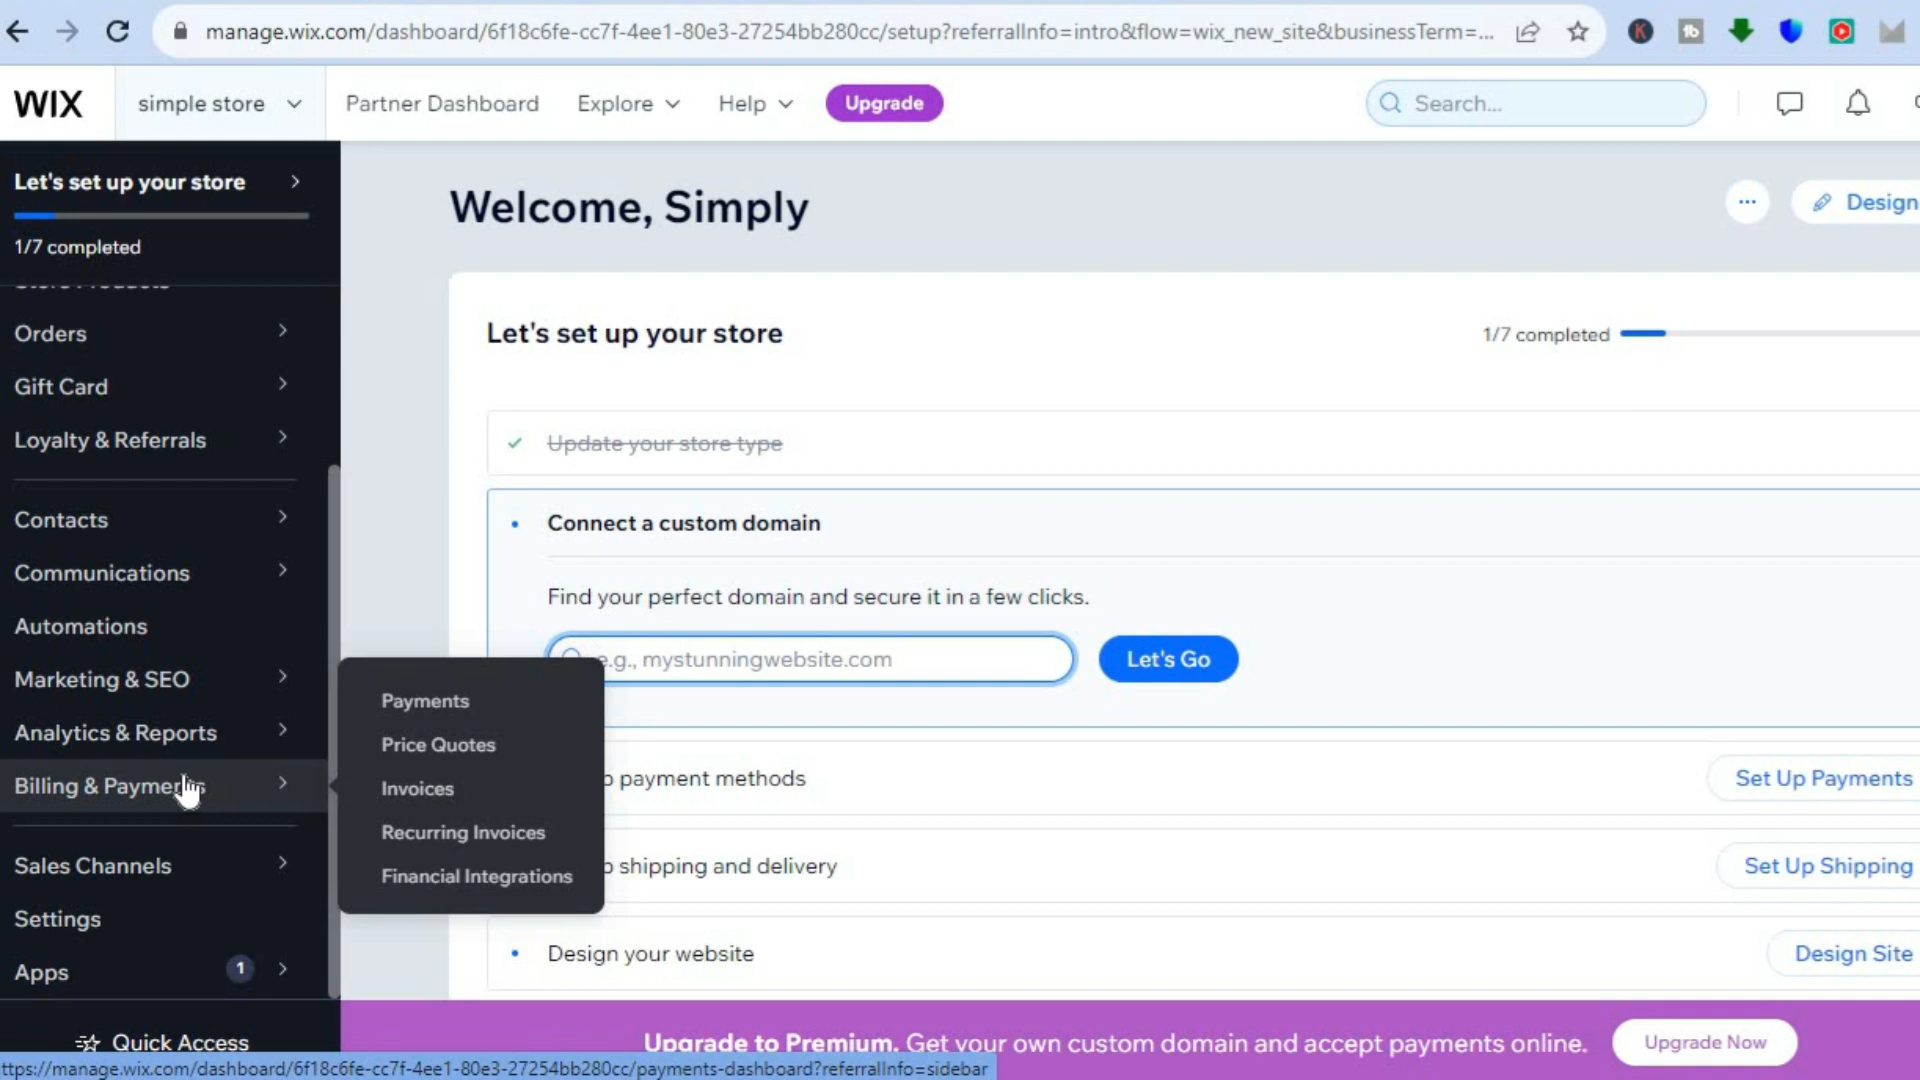 manage.wix.com/dashboard/6f18c6fe-cc7f-4ee1-80e3-27254bb280cc/setup?referralInfo=intro&flow=wix_new_site&businessTerm=...
WIX
simple store
Partner Dashboard
Explore
Help
Upgrade
Search...
Let's set up your store
1/7 completed
Store Products
Orders
Gift Card
Loyalty & Referrals
Contacts
Communications
Automations
Marketing & SEO
Analytics & Reports
Billing & Payments
Sales Channels
Settings
Apps 1
Quick Access
Payments
Price Quotes
Invoices
Recurring Invoices
Financial Integrations
Welcome, Simply
...
Design
Let's set up your store
1/7 completed
Update your store type
Connect a custom domain
Find your perfect domain and secure it in a few clicks.
e.g., mystunningwebsite.com
Let's Go
payment methods
Set Up Payments
shipping and delivery
Set Up Shipping
Design your website
Design Site
Upgrade to Premium. Get your own custom domain and accept payments online.
Upgrade Now
ttps://manage.wix.com/dashboard/6f18c6fe-cc7f-4ee1-80e3-27254bb280cc/payments-dashboard?referralInfo=sidebar